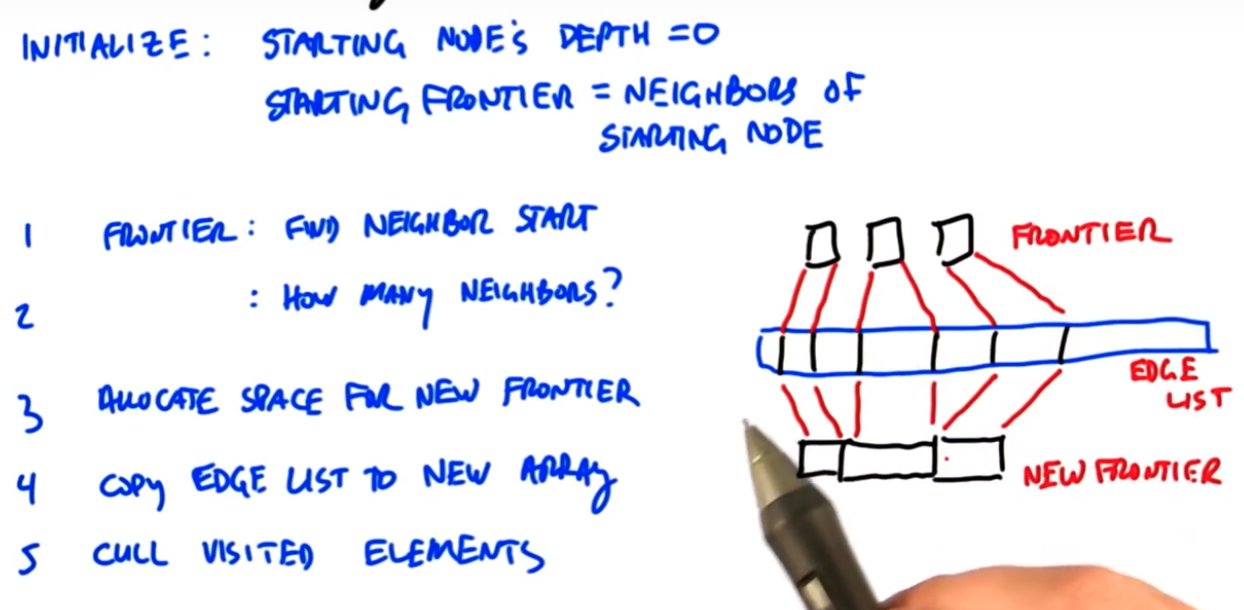 INITIALIZE: STARTING NODE'S DEPTH = 0
STARTING FRONTIER = NEIGHBORS OF
STARTING NODE
1 FRONTIER: FIND NEIGHBOR START
2 : HOW MANY NEIGHBORS?
3 ALLOCATE SPACE FOR NEW FRONTIER
4 COPY EDGE LIST TO NEW ARRAY
5 CULL VISITED ELEMENTS
FRONTIER
EDGE
LIST
NEW FRONTIER